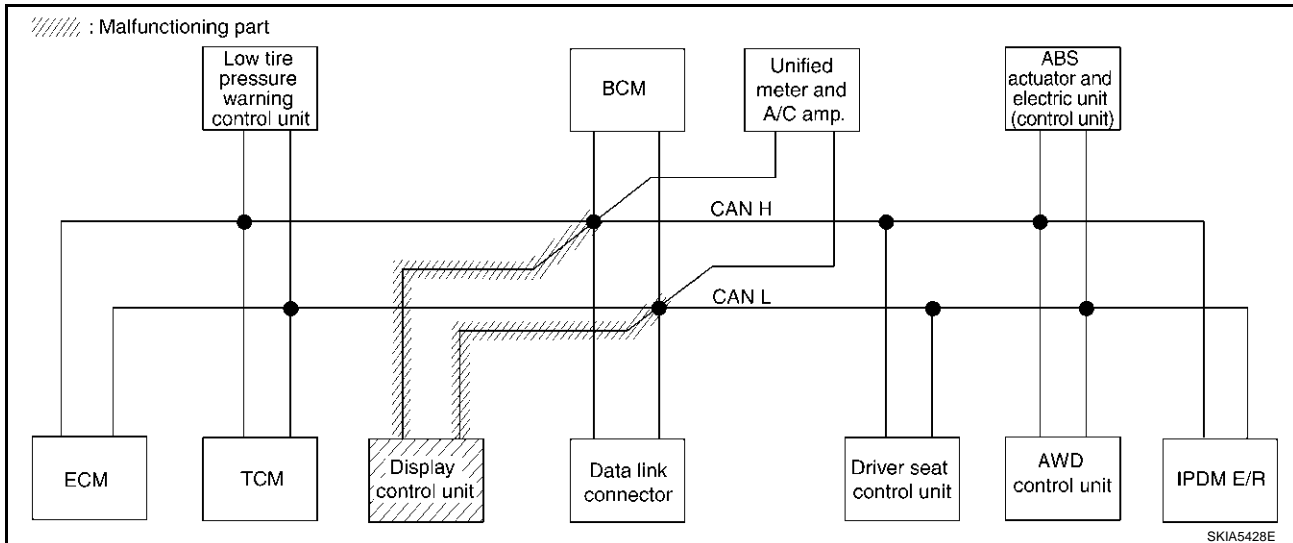 : Malfunctioning part
Low tire
pressure
warning
control unit
BCM
Unified
meter and
A/C amp.
ABS
actuator and
electric unit
(control unit)
CAN H
CAN L
ECM
TCM
Display
control unit
Data link
connector
Driver seat
control unit
AWD
control unit
IPDM E/R
SKIA5428E